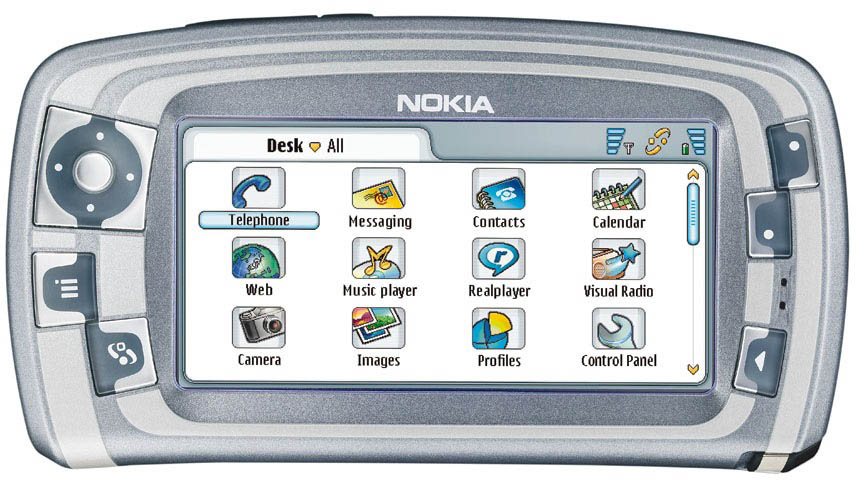 NOKIA
Desk All
Telephone Messaging Contacts Calendar
Web Music player Realplayer Visual Radio
Camera Images Profiles Control Panel